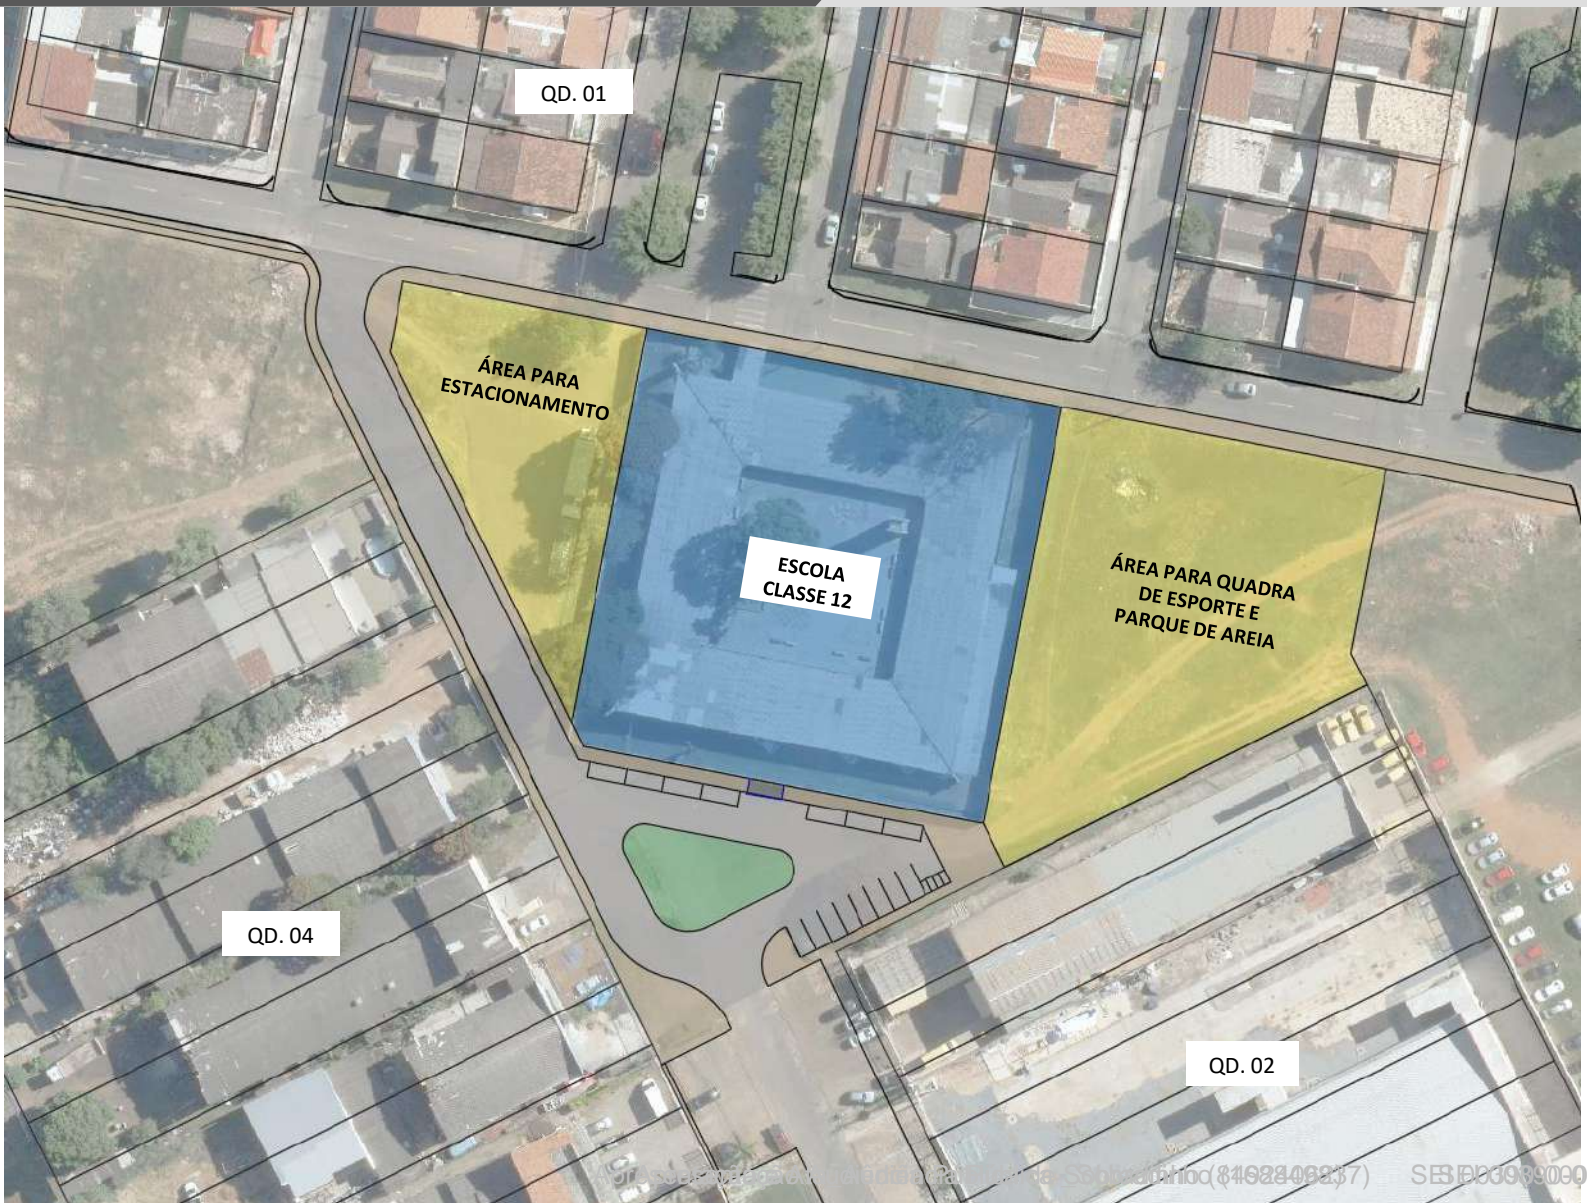 QD. 01
ÁREA PARA
ESTACIONAMENTO
ESCOLA
CLASSE 12
ÁREA PARA QUADRA
DE ESPORTE E
PARQUE DE AREIA
QD. 04
QD. 02